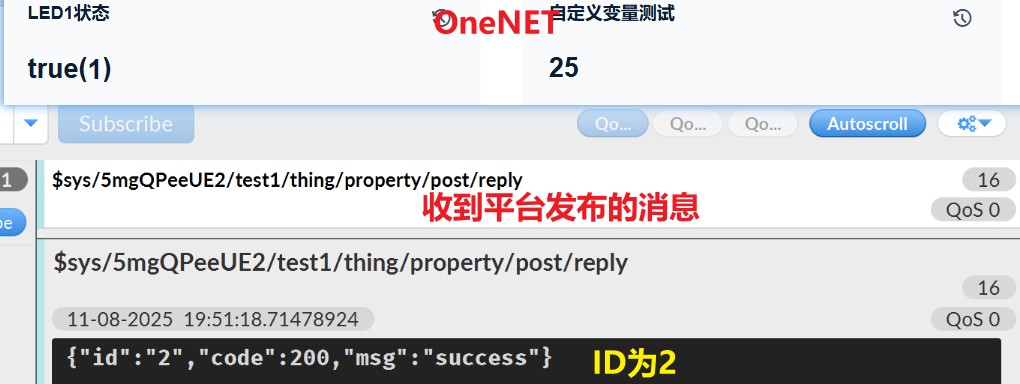 LED1状态
OneNET
自定义变量测试
true(1)
25
Subscribe
Qo...
Qo...
Qo...
Autoscroll
1
$sys/5mgQPeeUE2/test1/thing/property/post/reply
16
收到平台发布的消息
QoS 0
be
$sys/5mgQPeeUE2/test1/thing/property/post/reply
16
11-08-2025 19:51:18.71478924
QoS 0
{"id":"2","code":200,"msg":"success"}
ID为2